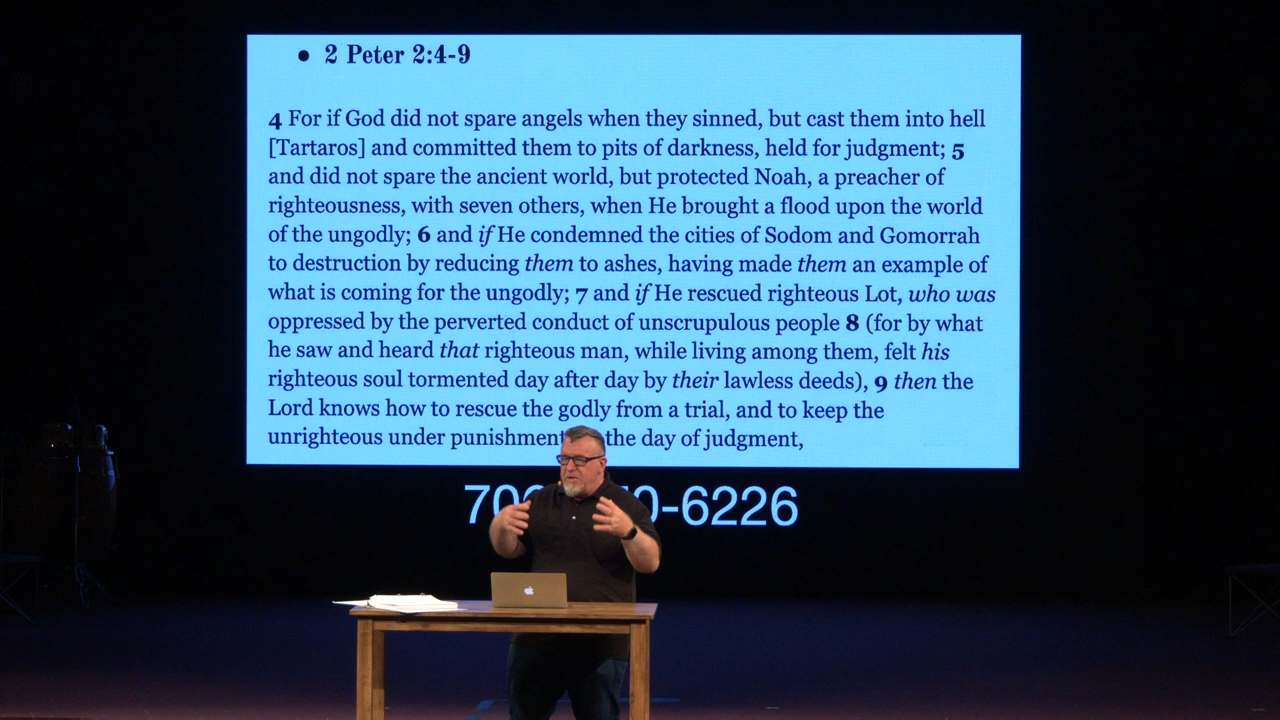 • 2 Peter 2:4-9
4 For if God did not spare angels when they sinned, but cast them into hell
[Tartaros] and committed them to pits of darkness, held for judgment; 5
and did not spare the ancient world, but protected Noah, a preacher of
righteousness, with seven others, when He brought a flood upon the world
of the ungodly; 6 and if He condemned the cities of Sodom and Gomorrah
to destruction by reducing them to ashes, having made them an example of
what is coming for the ungodly; 7 and if He rescued righteous Lot, who was
oppressed by the perverted conduct of unscrupulous people 8 (for by what
he saw and heard that righteous man, while living among them, felt his
righteous soul tormented day after day by their lawless deeds), 9 then the
Lord knows how to rescue the godly from a trial, and to keep the
unrighteous under punishment the day of judgment,
0-6226